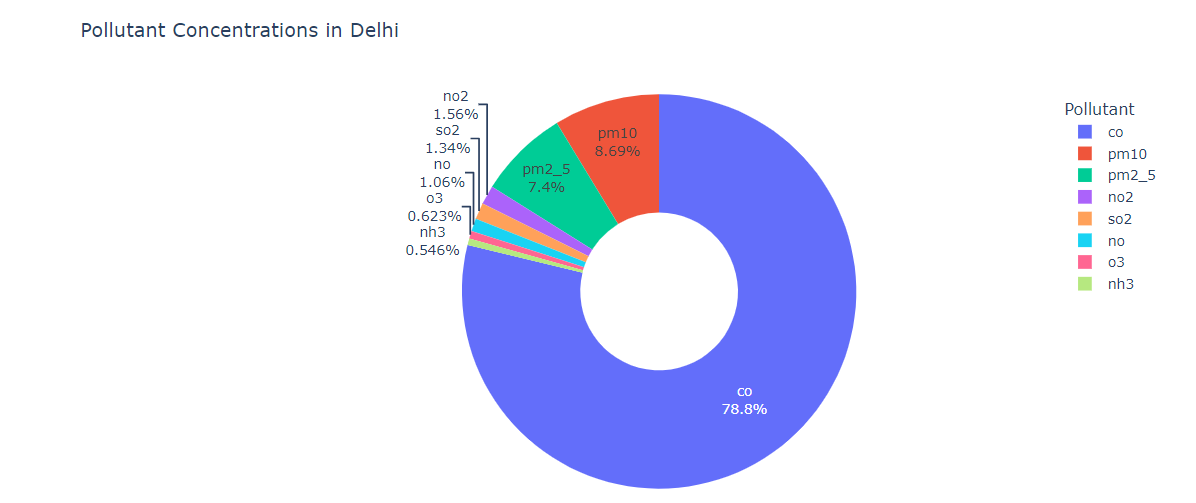 Pollutant Concentrations in Delhi
no2
1.56%
so2
1.34%
no
1.06%
o3
0.623%
nh3
0.546%
pm2_5
7.4%
pm10
8.69%
co
78.8%
Pollutant
co
pm10
pm2_5
no2
so2
no
o3
nh3